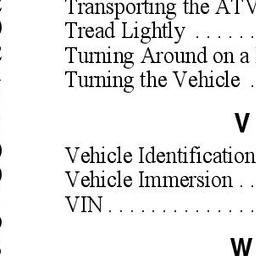 Transporting the ATV
Tread Lightly . . . . . .
Turning Around on a
Turning the Vehicle .
V
Vehicle Identification
Vehicle Immersion . .
VIN . . . . . . . . . . . . . .
W